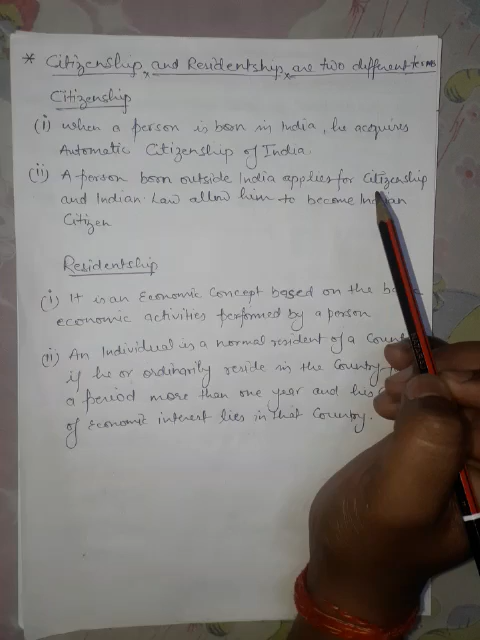 * Citizenship and Residentship are two different terms
Citizenship
(i) When a person is born in India, he acquires
Automatic Citizenship of India.
(ii) A person born outside India applies for Citizenship
and Indian Law allow him to become Indian
Citizen
Residentship
(i) It is an Economic Concept based on the
economic activities performed by a person
(ii) An Individual is a normal resident of a
if he or ordinarily reside in the Country
a period more than one year and his
of economic interest lies in that Country.